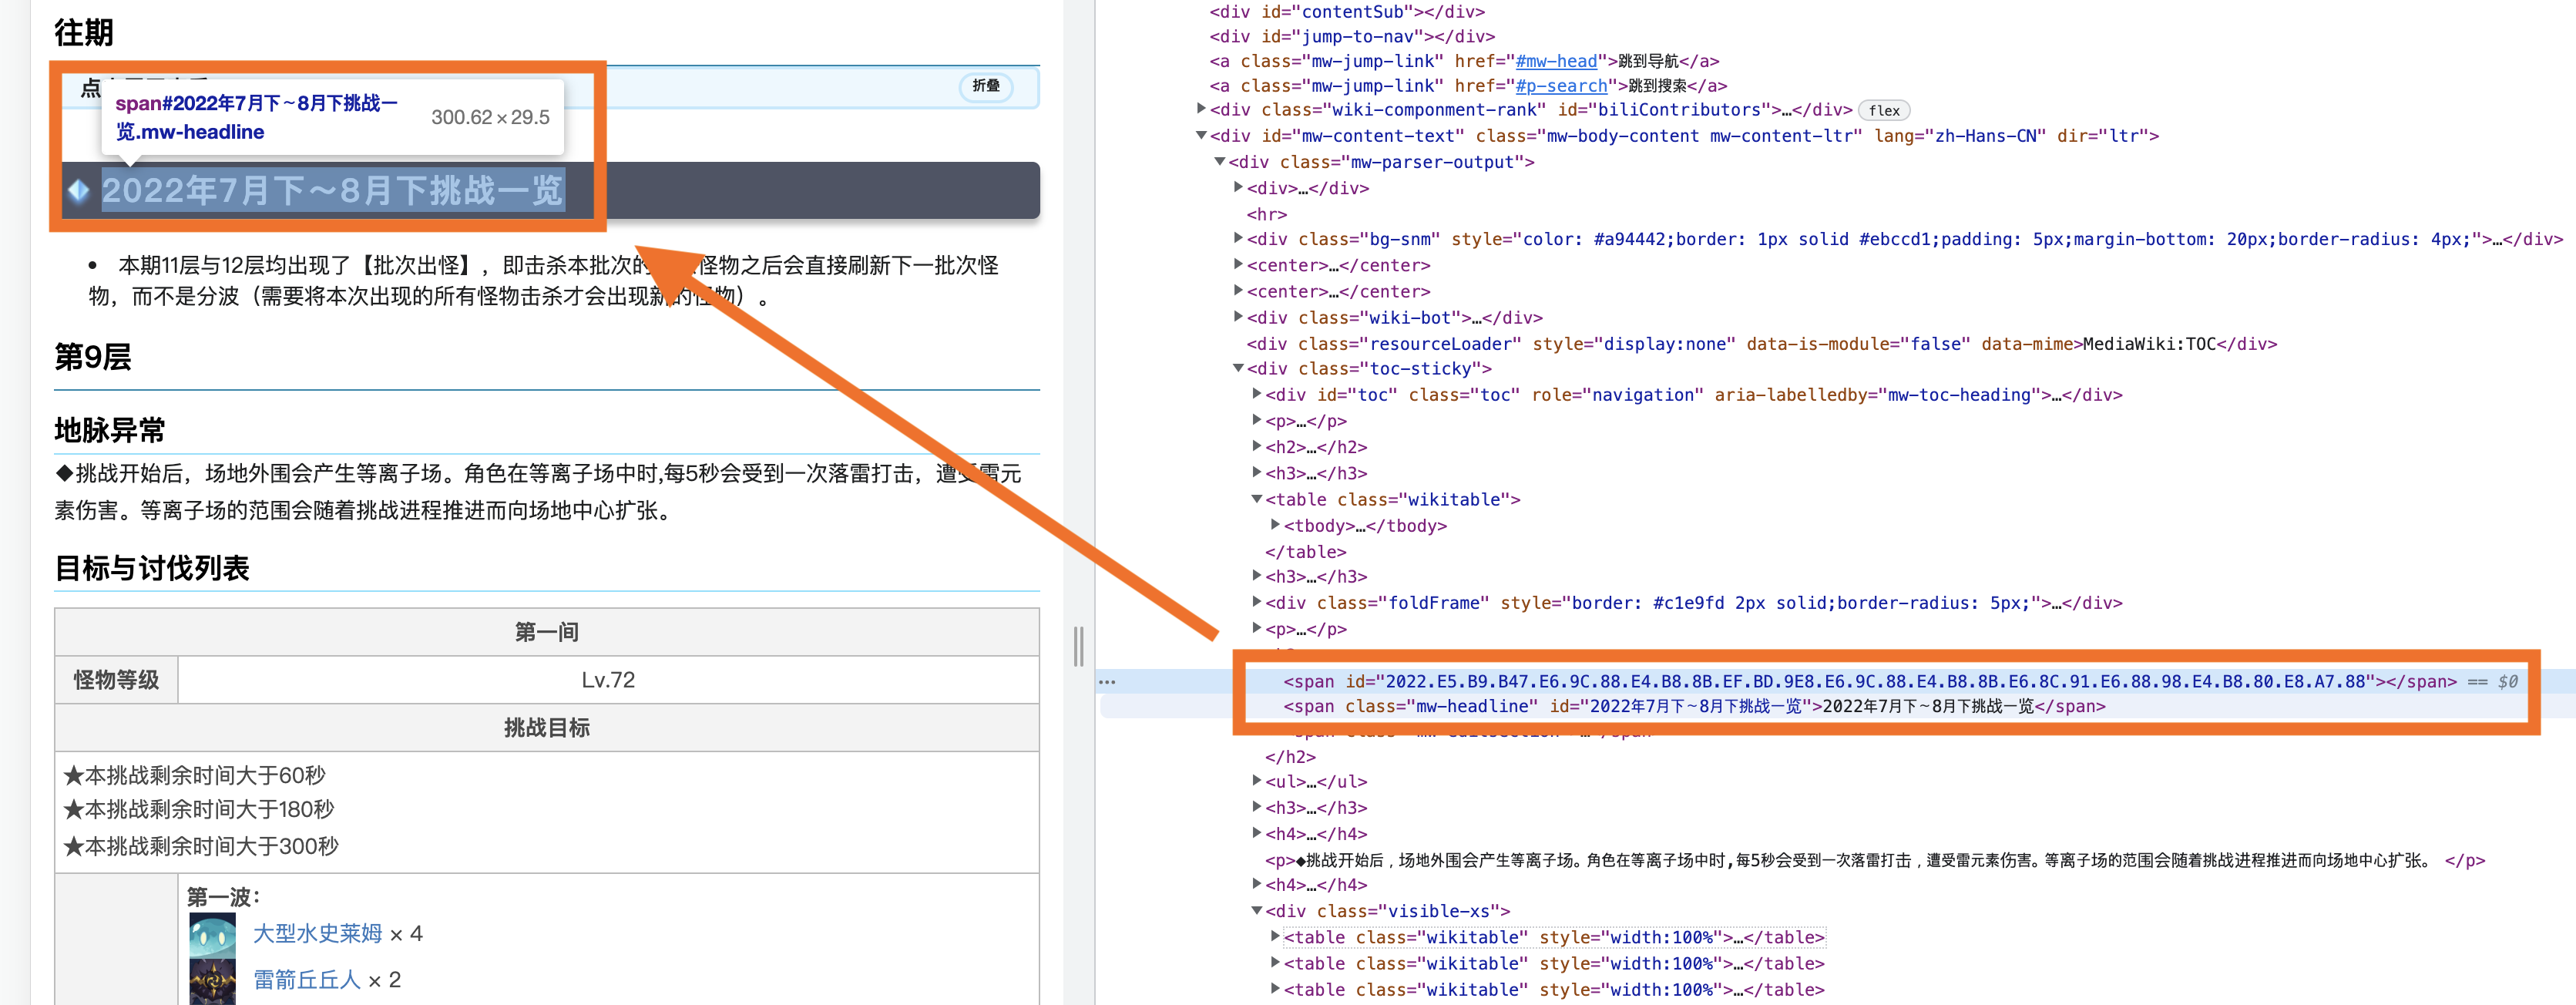 往期
点
折叠
span#2022年7月下～8月下挑战一
览.mw-headline
300.62 × 29.5
2022年7月下～8月下挑战一览
• 本期11层与12层均出现了【批次出怪】，即击杀本批次的怪物之后会直接刷新下一批次怪
物，而不是分波（需要将本次出现的所有怪物击杀才会出现新的怪物）。
第9层
地脉异常
◆挑战开始后，场地外围会产生等离子场。角色在等离子场中时,每5秒会受到一次落雷打击，遭受雷元
素伤害。等离子场的范围会随着挑战进程推进而向场地中心扩张。
目标与讨伐列表
第一间
怪物等级 Lv.72
挑战目标
★本挑战剩余时间大于60秒
★本挑战剩余时间大于180秒
★本挑战剩余时间大于300秒
第一波：
大型水史莱姆 × 4
雷箭丘丘人 × 2
<div id="contentSub"></div>
<div id="jump-to-nav"></div>
<a class="mw-jump-link" href="#mw-head">跳到导航</a>
<a class="mw-jump-link" href="#p-search">跳到搜索</a>
▶<div class="wiki-componment-rank" id="biliContributors">…</div> flex
▼<div id="mw-content-text" class="mw-body-content mw-content-ltr" lang="zh-Hans-CN" dir="ltr">
▼<div class="mw-parser-output">
▶<div>…</div>
<hr>
▶<div class="bg-snm" style="color: #a94442;border: 1px solid #ebccd1;padding: 5px;margin-bottom: 20px;border-radius: 4px;">…</div>
▶<center>…</center>
▶<center>…</center>
▶<div class="wiki-bot">…</div>
<div class="resourceLoader" style="display:none" data-is-module="false" data-mime>MediaWiki:TOC</div>
▼<div class="toc-sticky">
▶<div id="toc" class="toc" role="navigation" aria-labelledby="mw-toc-heading">…</div>
▶<p>…</p>
▶<h2>…</h2>
▶<h3>…</h3>
▼<table class="wikitable">
▶<tbody>…</tbody>
</table>
▶<h3>…</h3>
▶<div class="foldFrame" style="border: #c1e9fd 2px solid;border-radius: 5px;">…</div>
▶<p>…</p>
… <span id="2022.E5.B9.B47.E6.9C.88.E4.B8.8B.EF.BD.9E8.E6.9C.88.E4.B8.8B.E6.8C.91.E6.88.98.E4.B8.80.E8.A7.88"></span> == $0
<span class="mw-headline" id="2022年7月下～8月下挑战一览">2022年7月下～8月下挑战一览</span>
</h2>
▶<ul>…</ul>
▶<h3>…</h3>
▶<h4>…</h4>
<p>◆挑战开始后，场地外围会产生等离子场。角色在等离子场中时,每5秒会受到一次落雷打击，遭受雷元素伤害。等离子场的范围会随着挑战进程推进而向场地中心扩张。 </p>
▶<h4>…</h4>
▼<div class="visible-xs">
▶<table class="wikitable" style="width:100%">…</table>
▶<table class="wikitable" style="width:100%">…</table>
▶<table class="wikitable" style="width:100%">…</table>